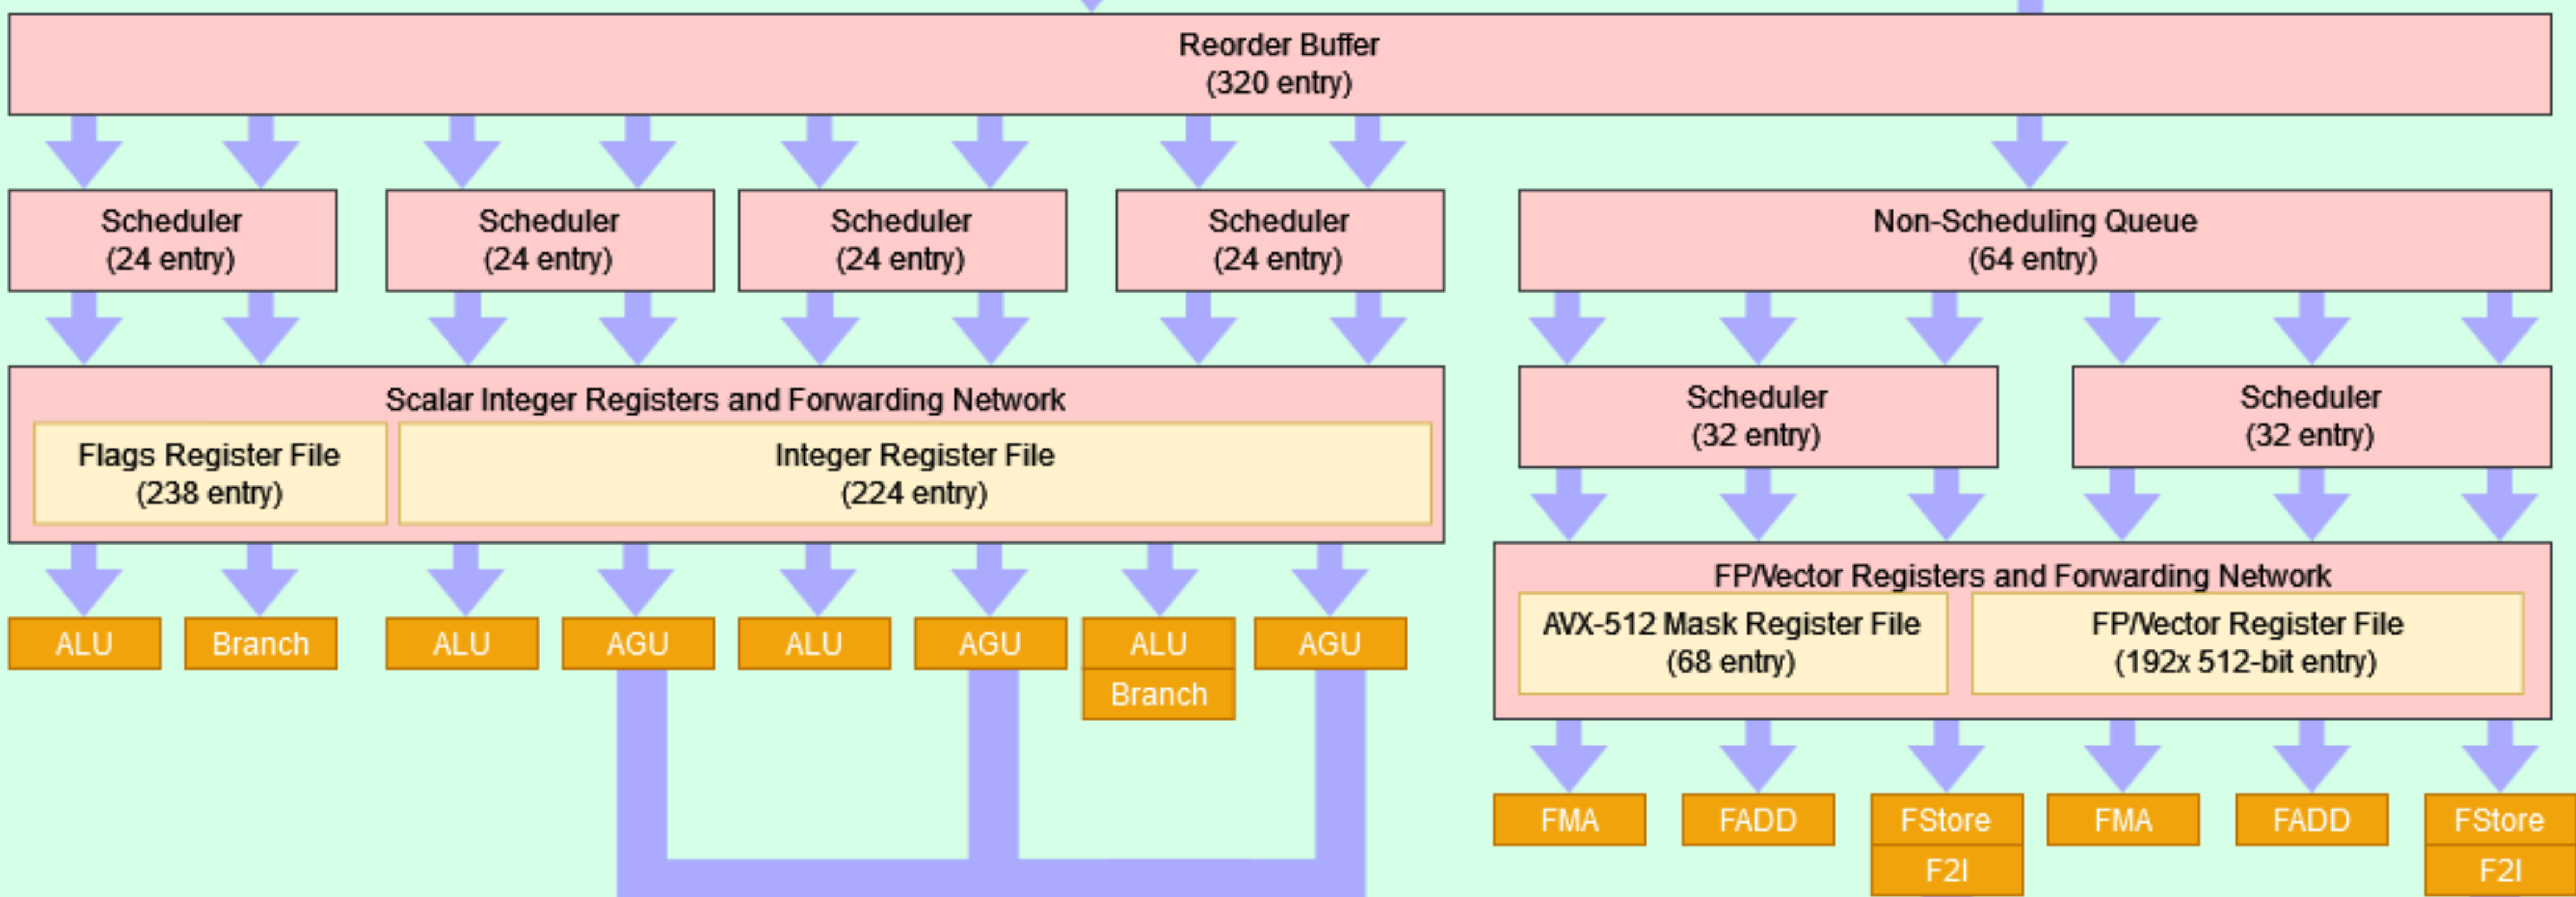 Reorder Buffer
(320 entry)
Scheduler
(24 entry)
Scheduler
(24 entry)
Scheduler
(24 entry)
Scheduler
(24 entry)
Non-Scheduling Queue
(64 entry)
Scalar Integer Registers and Forwarding Network
Flags Register File
(238 entry)
Integer Register File
(224 entry)
Scheduler
(32 entry)
Scheduler
(32 entry)
FP/Vector Registers and Forwarding Network
AVX-512 Mask Register File
(68 entry)
FP/Vector Register File
(192x 512-bit entry)
ALU
Branch
ALU
AGU
ALU
AGU
ALU
Branch
AGU
FMA
FADD
FStore
F2I
FMA
FADD
FStore
F2I